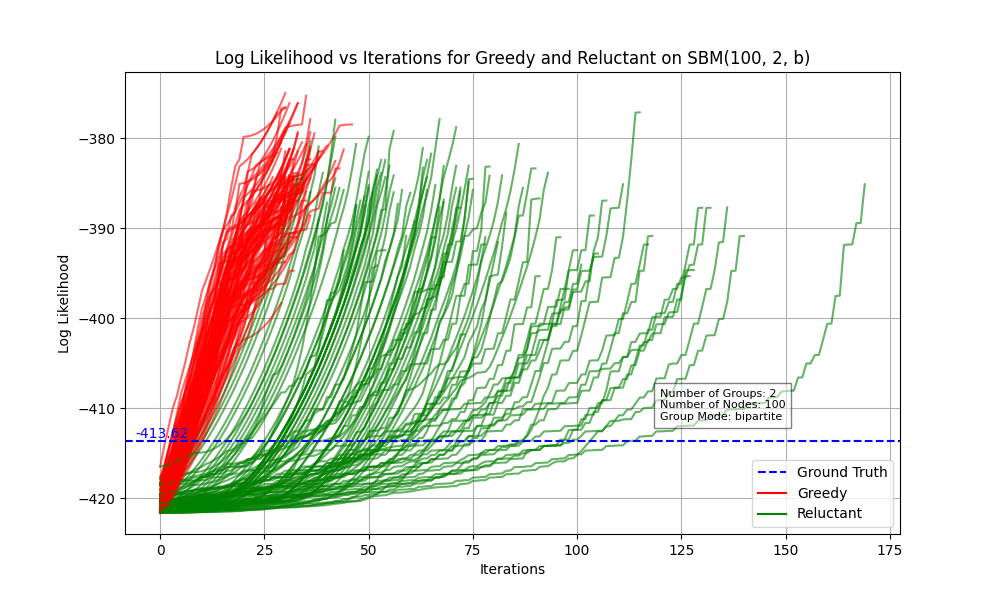 Log Likelihood vs Iterations for Greedy and Reluctant on SBM(100, 2, b)
Log Likelihood
−380
−390
−400
−410
−420
-413.62
Number of Groups: 2
Number of Nodes: 100
Group Mode: bipartite
Ground Truth
Greedy
Reluctant
0
25
50
75
100
125
150
175
Iterations